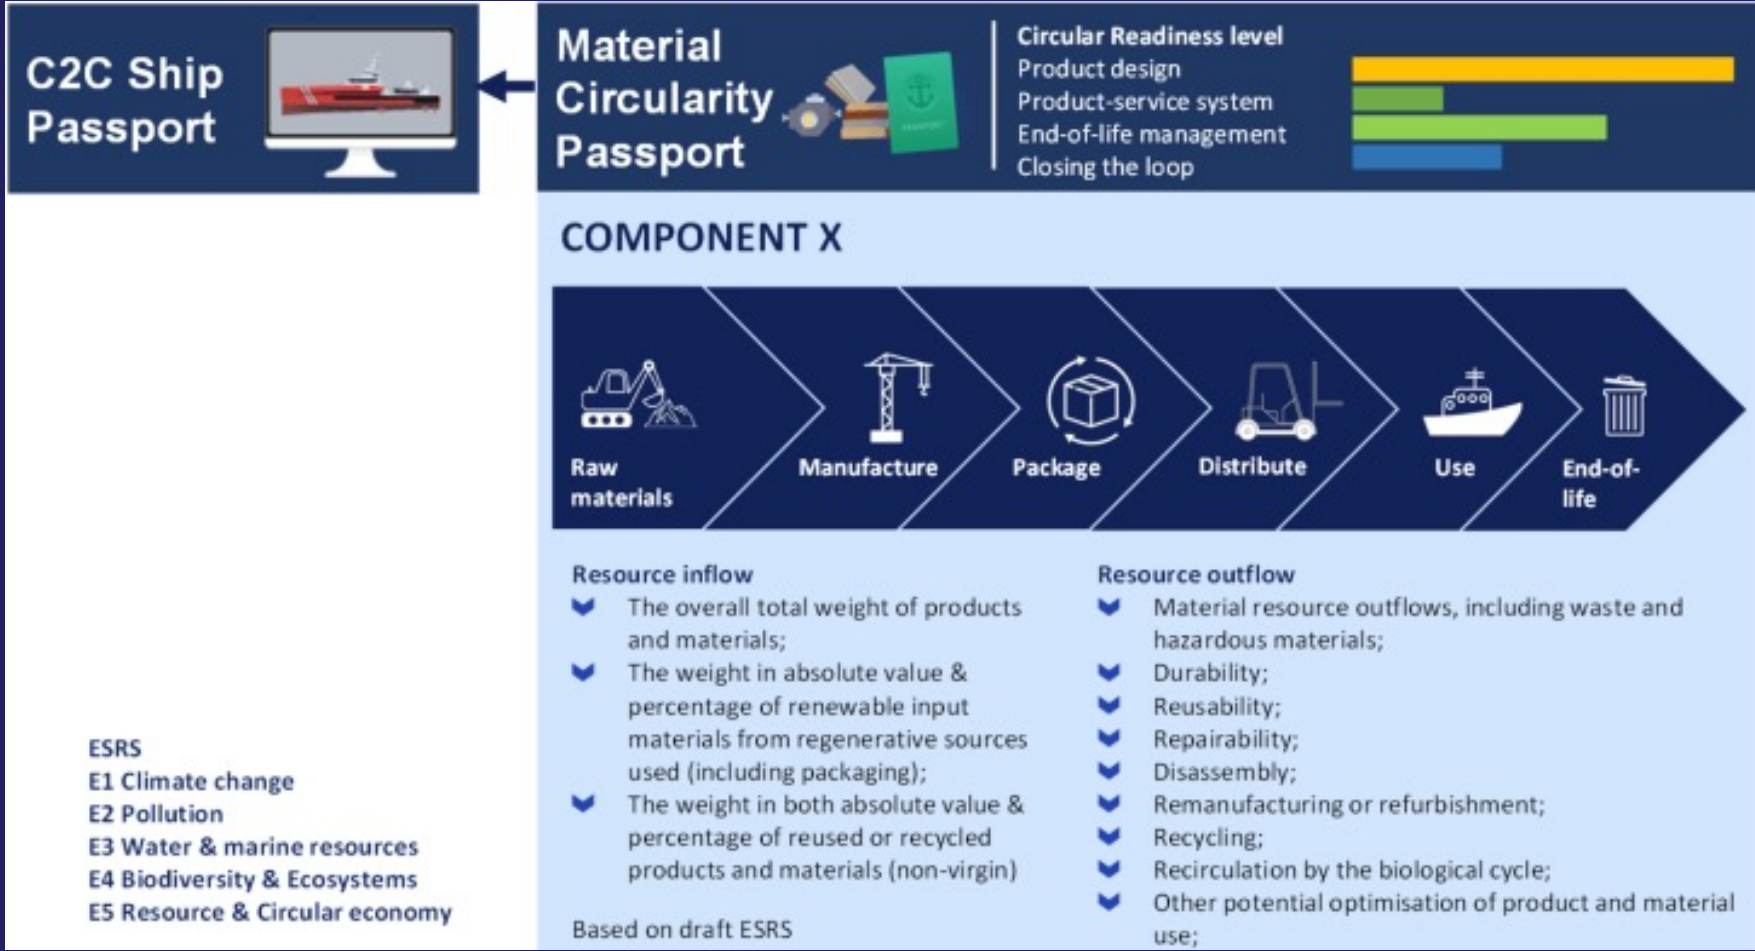 C2C Ship
Passport
Material
Circularity
Passport
PASSPORT
Circular Readiness level
Product design
Product-service system
End-of-life management
Closing the loop
COMPONENT X
Raw
materials
Manufacture
Package
Distribute
Use
End-of-
life
Resource inflow
The overall total weight of products
and materials;
The weight in absolute value &
percentage of renewable input
materials from regenerative sources
used (including packaging);
The weight in both absolute value &
percentage of reused or recycled
products and materials (non-virgin)
Based on draft ESRS
Resource outflow
Material resource outflows, including waste and
hazardous materials;
Durability;
Reusability;
Repairability;
Disassembly;
Remanufacturing or refurbishment;
Recycling;
Recirculation by the biological cycle;
Other potential optimisation of product and material
use;
ESRS
E1 Climate change
E2 Pollution
E3 Water & marine resources
E4 Biodiversity & Ecosystems
E5 Resource & Circular economy